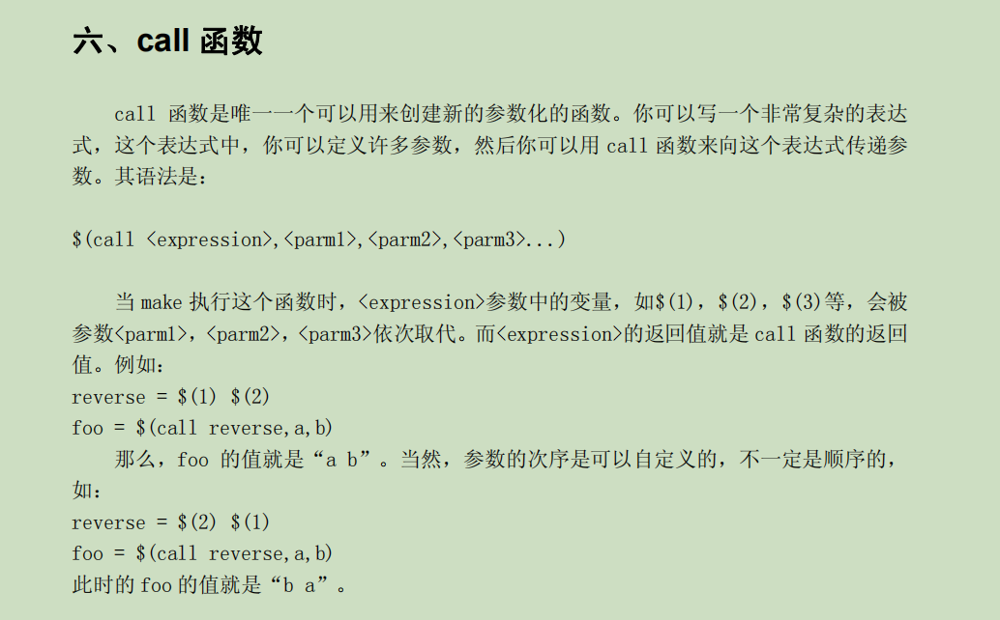 六、call 函数
call 函数是唯一一个可以用来创建新的参数化的函数。你可以写一个非常复杂的表达
式，这个表达式中，你可以定义许多参数，然后你可以用 call 函数来向这个表达式传递参
数。其语法是：
$(call <expression>,<parm1>,<parm2>,<parm3>...)
当 make 执行这个函数时，<expression>参数中的变量，如$(1)，$(2)，$(3)等，会被
参数<parm1>，<parm2>，<parm3>依次取代。而<expression>的返回值就是 call 函数的返回
值。例如：
reverse = $(1) $(2)
foo = $(call reverse,a,b)
那么，foo 的值就是“a b”。当然，参数的次序是可以自定义的，不一定是顺序的，
如：
reverse = $(2) $(1)
foo = $(call reverse,a,b)
此时的 foo 的值就是“b a”。